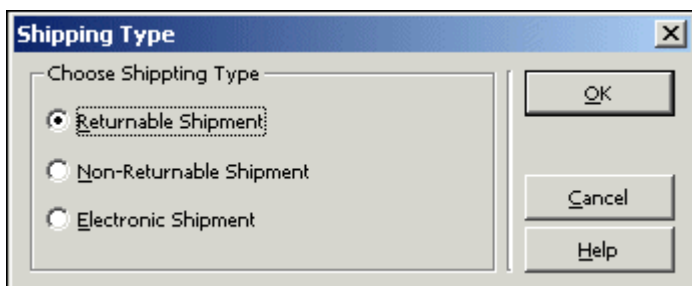 Shipping Type
Choose Shippting Type
Returnable Shipment
Non-Returnable Shipment
Electronic Shipment
OK
Cancel
Help